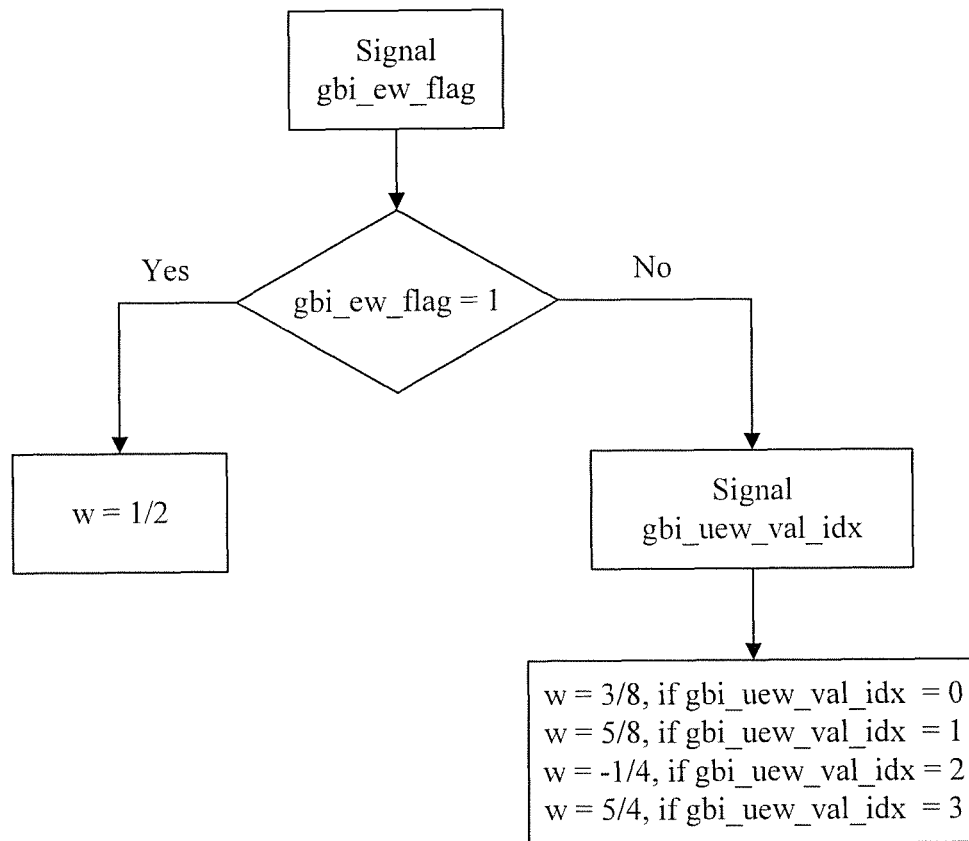 Signal
gbi_ew_flag
Yes
No
gbi_ew_flag = 1
w = 1/2
Signal
gbi_uew_val_idx
w = 3/8, if gbi_uew_val_idx = 0
w = 5/8, if gbi_uew_val_idx = 1
w = -1/4, if gbi_uew_val_idx = 2
w = 5/4, if gbi_uew_val_idx = 3